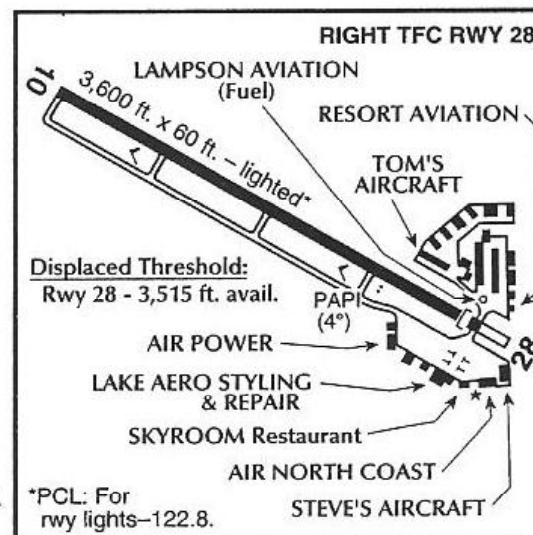 RIGHT TFC RWY 28
LAMPSON AVIATION
(Fuel)
10
3,600 ft. x 60 ft. – lighted*
RESORT AVIATION
TOM'S
AIRCRAFT
Displaced Threshold:
Rwy 28 - 3,515 ft. avail.
PAPI
(4°)
28
AIR POWER
LAKE AERO STYLING
& REPAIR
SKYROOM Restaurant
AIR NORTH COAST
STEVE'S AIRCRAFT
*PCL: For
rwy lights–122.8.